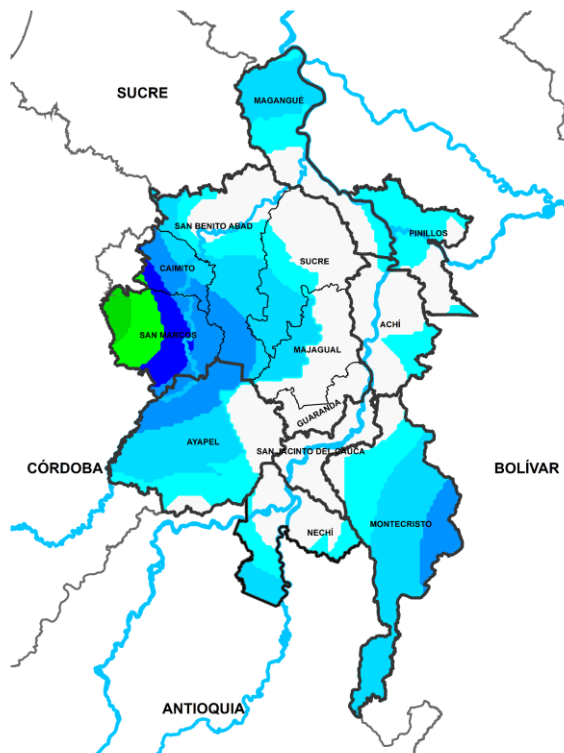 SUCRE
MAGANGUÉ
SAN BENITO ABAD
PINILLOS
SUCRE
CAIMITO
ACHÍ
SAN MARCOS
MAJAGUAL
GUARANDA
AYAPEL
SAN JACINTO DEL CAUCA
CÓRDOBA
BOLÍVAR
MONTECRISTO
NECHÍ
ANTIOQUIA